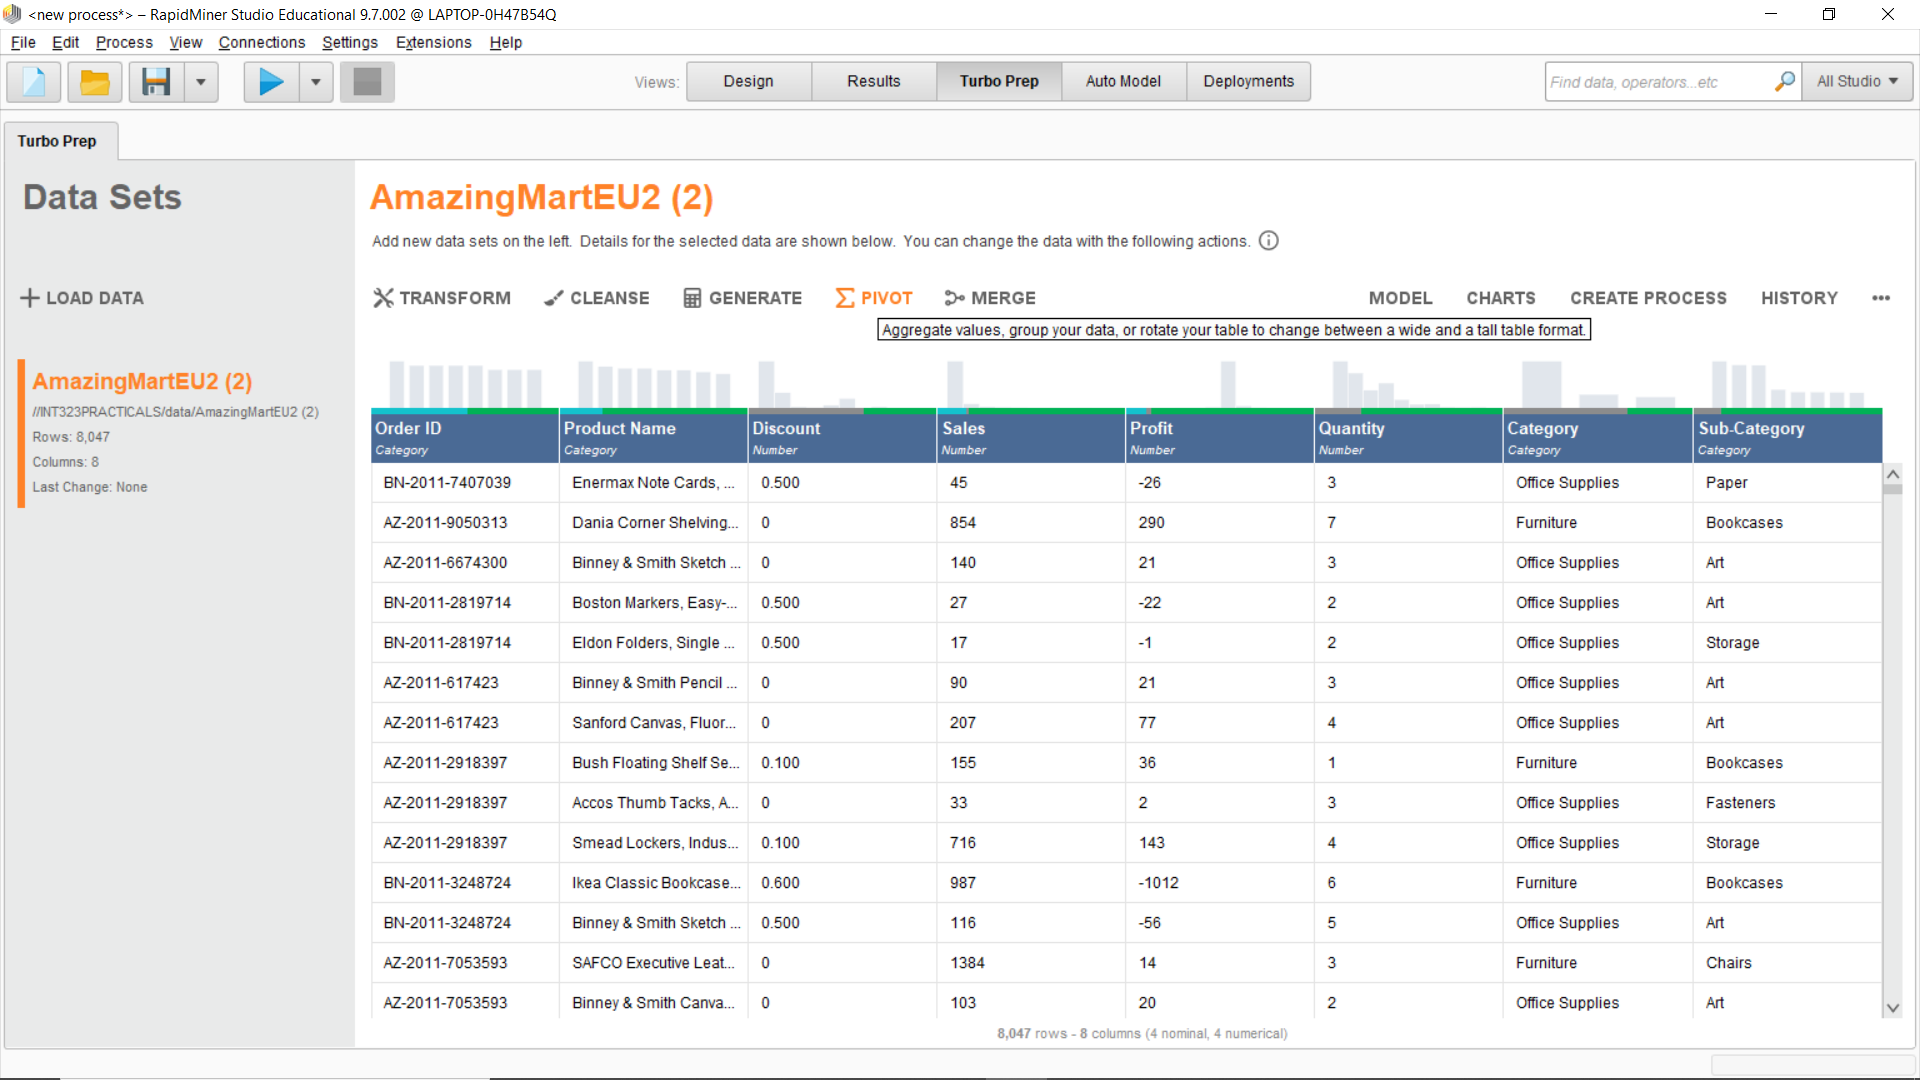 <new process*> – RapidMiner Studio Educational 9.7.002 @ LAPTOP-0H47B54Q
File Edit Process View Connections Settings Extensions Help
Views: Design Results Turbo Prep Auto Model Deployments Find data, operators...etc All Studio
Turbo Prep
Data Sets
LOAD DATA
AmazingMartEU2 (2)
//INT323PRACTICALS/data/AmazingMartEU2 (2)
Rows: 8,047
Columns: 8
Last Change: None
AmazingMartEU2 (2)
Add new data sets on the left. Details for the selected data are shown below. You can change the data with the following actions.
TRANSFORM CLEANSE GENERATE PIVOT MERGE MODEL CHARTS CREATE PROCESS HISTORY •••
Aggregate values, group your data, or rotate your table to change between a wide and a tall table format.
Order ID Product Name Discount Sales Profit Quantity Category Sub-Category
Category Category Number Number Number Number Category Category
BN-2011-7407039 Enermax Note Cards, ... 0.500 45 -26 3 Office Supplies Paper
AZ-2011-9050313 Dania Corner Shelving... 0 854 290 7 Furniture Bookcases
AZ-2011-6674300 Binney & Smith Sketch ... 0 140 21 3 Office Supplies Art
BN-2011-2819714 Boston Markers, Easy-... 0.500 27 -22 2 Office Supplies Art
BN-2011-2819714 Eldon Folders, Single ... 0.500 17 -1 2 Office Supplies Storage
AZ-2011-617423 Binney & Smith Pencil ... 0 90 21 3 Office Supplies Art
AZ-2011-617423 Sanford Canvas, Fluor... 0 207 77 4 Office Supplies Art
AZ-2011-2918397 Bush Floating Shelf Se... 0.100 155 36 1 Furniture Bookcases
AZ-2011-2918397 Accos Thumb Tacks, A... 0 33 2 3 Office Supplies Fasteners
AZ-2011-2918397 Smead Lockers, Indus... 0.100 716 143 4 Office Supplies Storage
BN-2011-3248724 Ikea Classic Bookcase... 0.600 987 -1012 6 Furniture Bookcases
BN-2011-3248724 Binney & Smith Sketch ... 0.500 116 -56 5 Office Supplies Art
AZ-2011-7053593 SAFCO Executive Leat... 0 1384 14 3 Furniture Chairs
AZ-2011-7053593 Binney & Smith Canva... 0 103 20 2 Office Supplies Art
8,047 rows - 8 columns (4 nominal, 4 numerical)